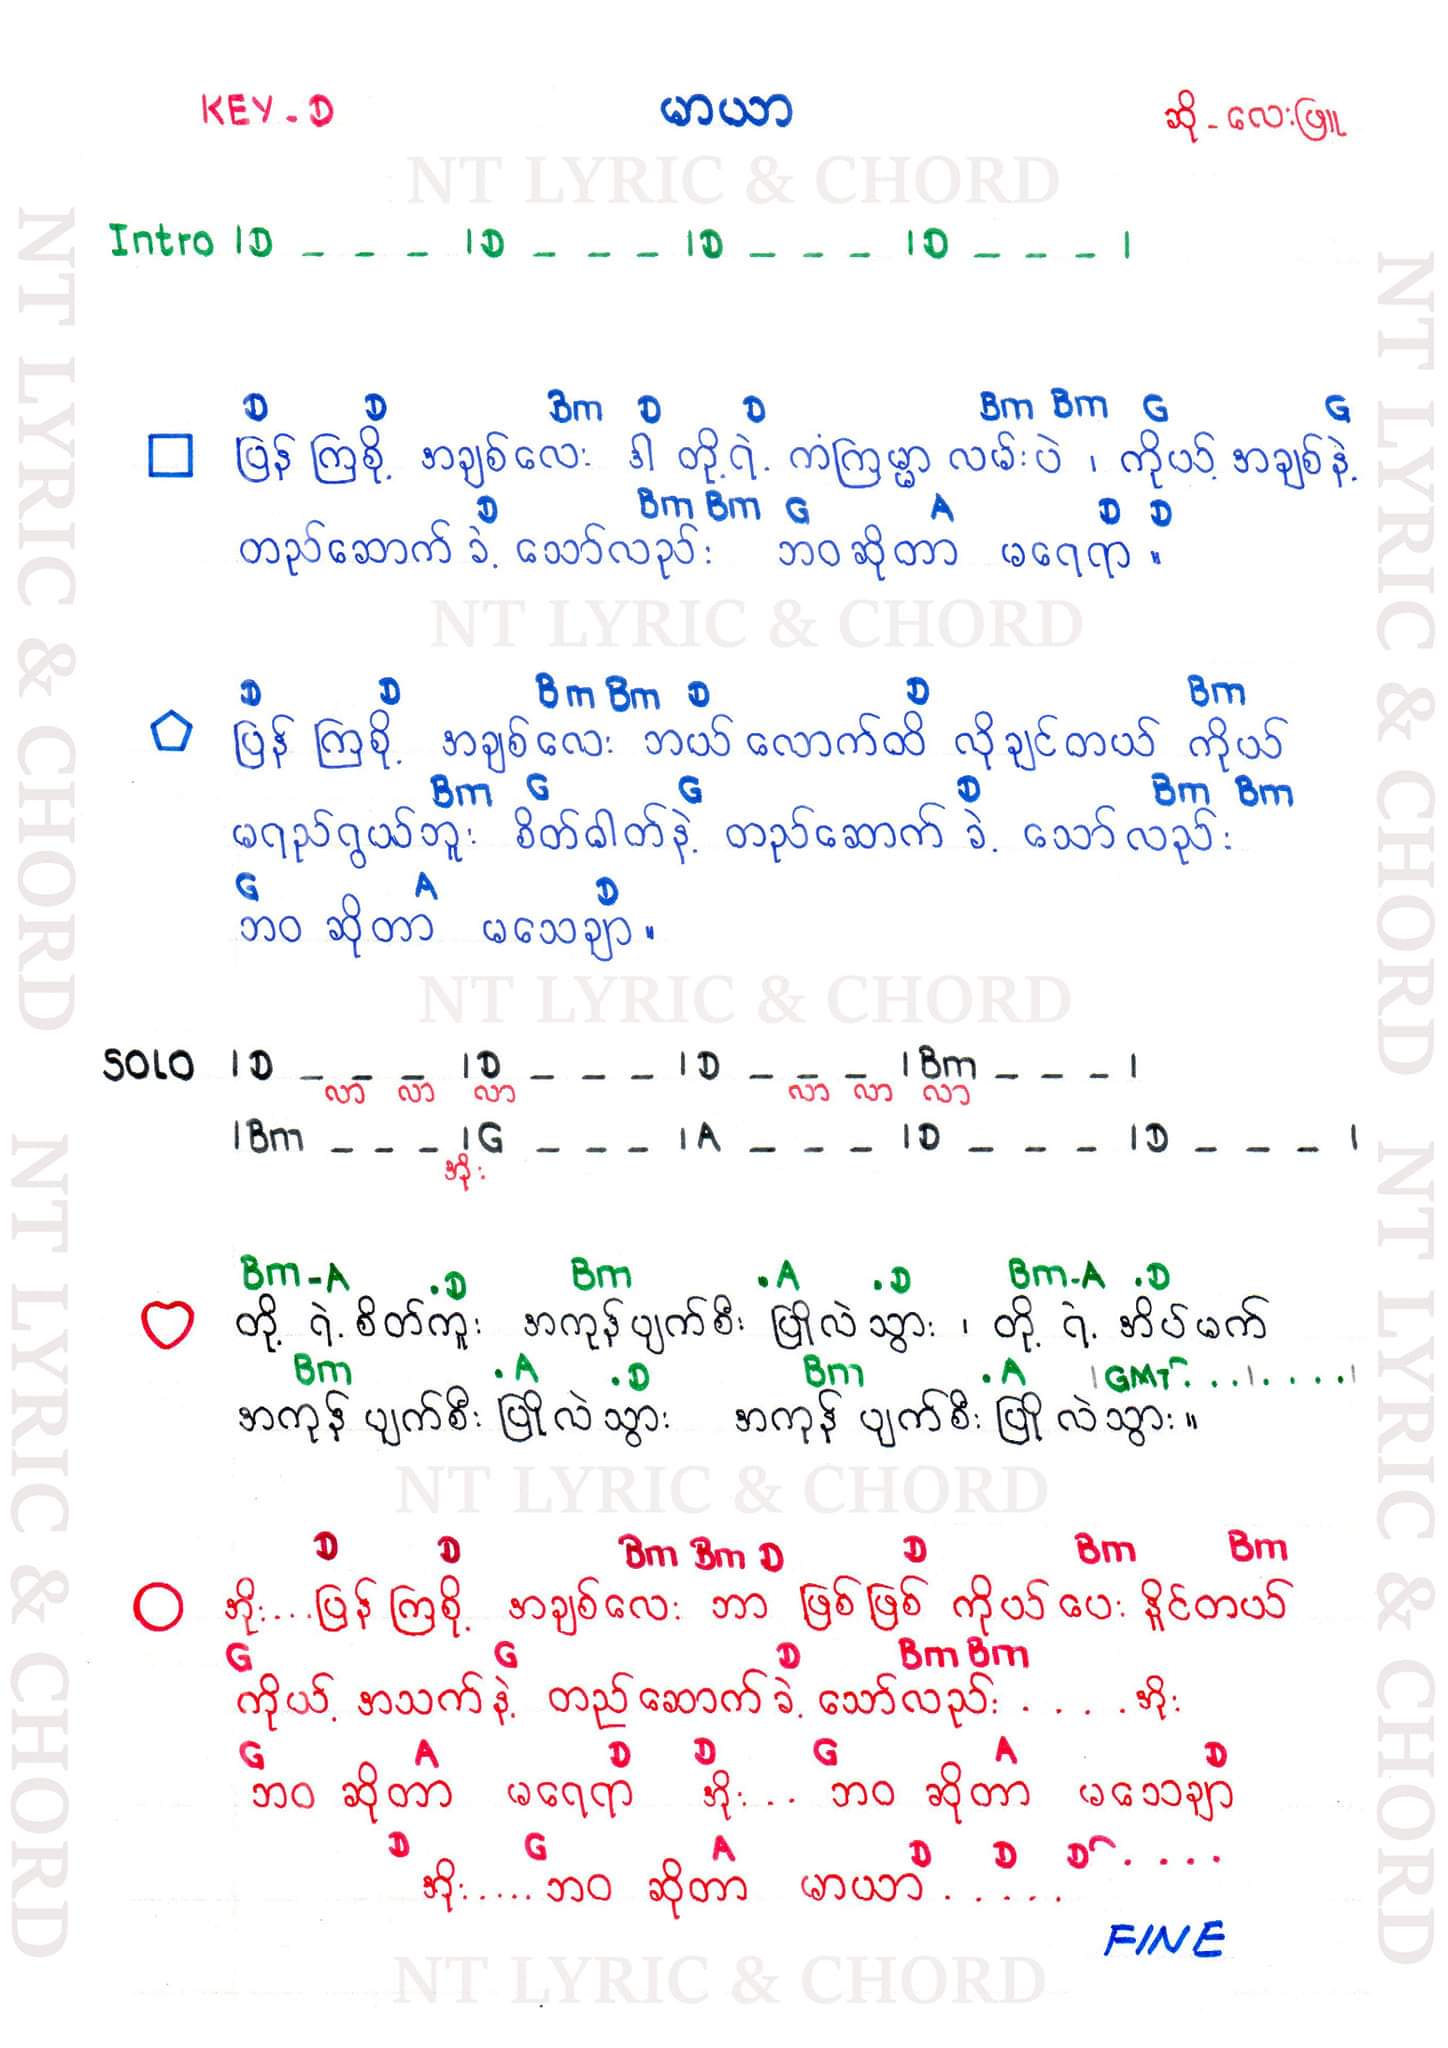 KEY - D မာယာ ဆို - လေးဖြူ
NT LYRIC & CHORD
Intro |D _ _ _ |D _ _ _ |D _ _ _ |D _ _ _ |
D D Bm D D Bm Bm G G
ပြန်ကြစို့ အချစ်လေး ဒါ တို့ရဲ့ ကံကြမ္မာ လမ်းပဲ ၊ ကိုယ့် အချစ်နဲ့
D Bm Bm G A D D
တည်ဆောက်ခဲ့ သော်လည်း ဘဝဆိုတာ မရေရာ ။
NT LYRIC & CHORD
D D Bm Bm D D Bm
ပြန်ကြစို့ အချစ်လေး ဘယ်လောက်ထိ လိုချင်တယ် ကိုယ်
Bm G G D Bm Bm
မရည်ရွယ်ဘူး စိတ်ဓါတ်နဲ့ တည်ဆောက်ခဲ့ သော်လည်း
G A D
ဘဝ ဆိုတာ မသေချာ ။
NT LYRIC & CHORD
SOLO |D _ _ _ |D _ _ _ |D _ _ _ |Bm _ _ _ |
လာ လာ လာ လာ လာ လာ
|Bm _ _ _ |G _ _ _ |A _ _ _ |D _ _ _ |D _ _ _ |
အိုး
Bm-A .D Bm .A .D Bm-A .D
တို့ ရဲ့ စိတ်ကူး အကုန်ပျက်စီး ပြိုလဲသွား ၊ တို့ ရဲ့ အိပ်မက်
Bm .A .D Bm .A |GM7 . . . | . . . . |
အကုန် ပျက်စီး ပြိုလဲသွား အကုန် ပျက်စီး ပြိုလဲသွား ။
NT LYRIC & CHORD
D D Bm Bm D D Bm Bm
အိုး...ပြန်ကြစို့ အချစ်လေး ဘာ ဖြစ်ဖြစ် ကိုယ်ပေး နိူင်တယ်
G G D Bm Bm
ကိုယ့် အသက်နဲ့ တည်ဆောက်ခဲ့ သော်လည်း . . . . အိုး
G A D D G A D
ဘဝ ဆိုတာ မရေရာ အိုး... ဘဝ ဆိုတာ မသေချာ
D G A D D D . . . .
အိုး.....ဘဝ ဆိုတာ မာယာ . . . . .
FINE
NT LYRIC & CHORD
NT LYRIC & CHORD
NT LYRIC & CHORD
NT LYRIC & CHORD
NT LYRIC & CHORD